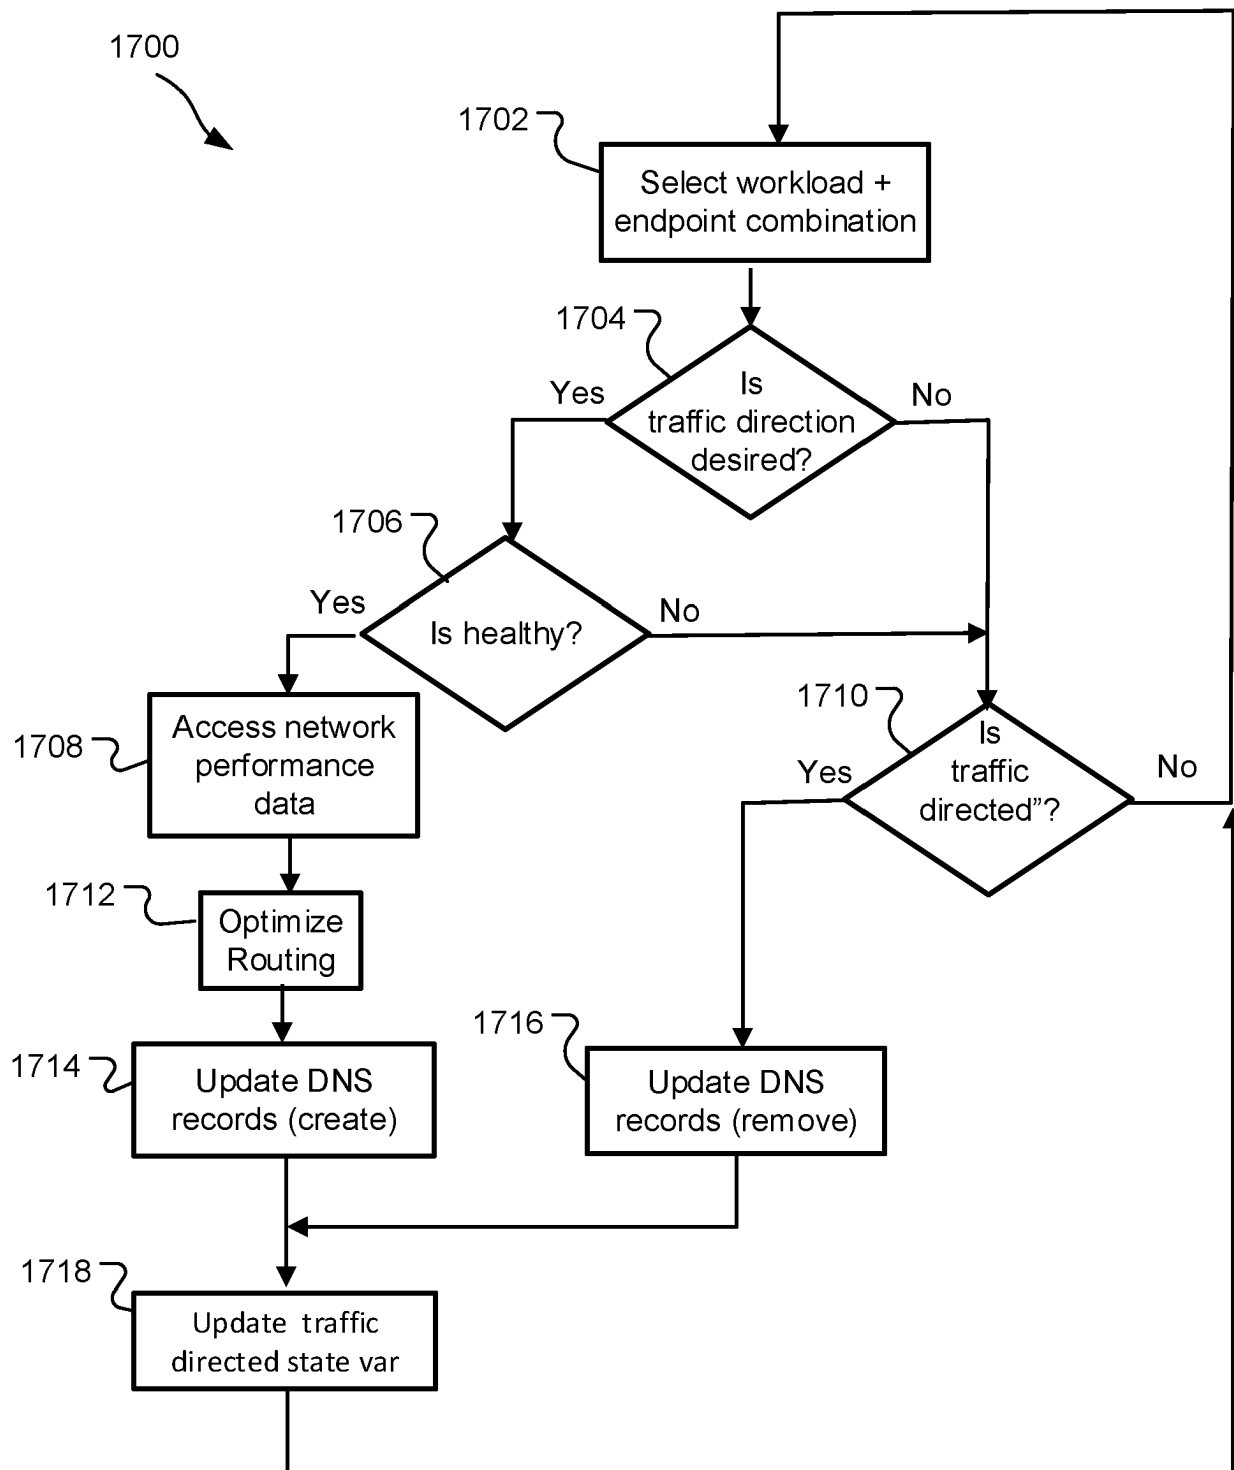 1700
1702
Select workload +
endpoint combination
1704
Is
traffic direction
desired?
Yes
No
1706
Is healthy?
Yes
No
1708
Access network
performance
data
1710
Is
traffic
directed”?
Yes
No
1712
Optimize
Routing
1714
Update DNS
records (create)
1716
Update DNS
records (remove)
1718
Update traffic
directed state var